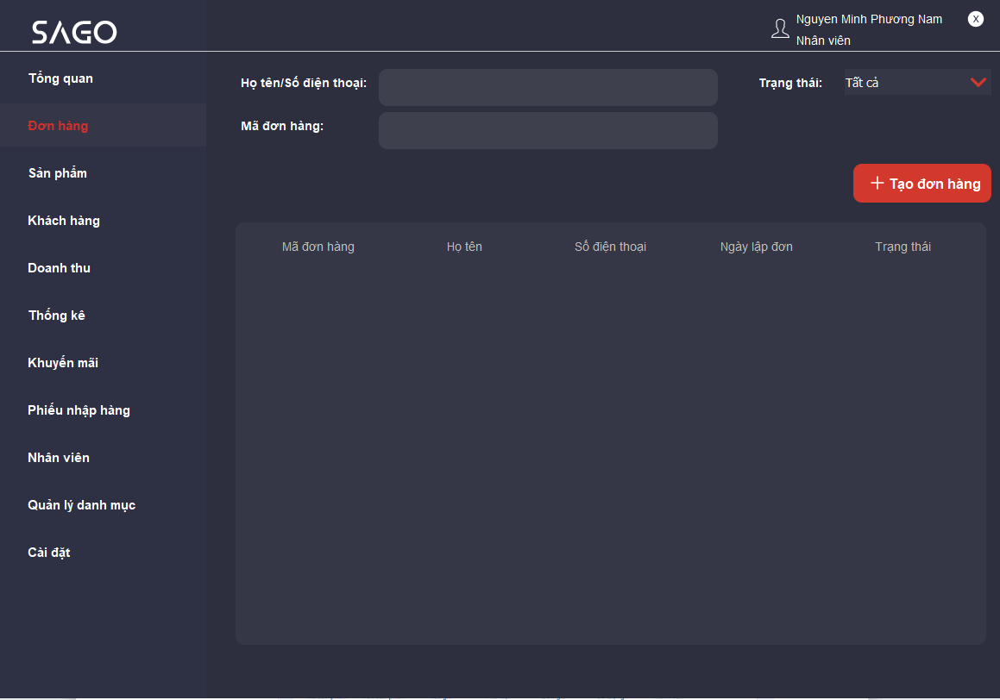 SAGO
Nguyen Minh Phương Nam
X
Nhân viên
Tổng quan
Đơn hàng
Sản phẩm
Khách hàng
Doanh thu
Thống kê
Khuyến mãi
Phiếu nhập hàng
Nhân viên
Quản lý danh mục
Cài đặt
Họ tên/Số điện thoại:
Trạng thái:
Tất cả
Mã đơn hàng:
+ Tạo đơn hàng
Mã đơn hàng
Họ tên
Số điện thoại
Ngày lập đơn
Trạng thái